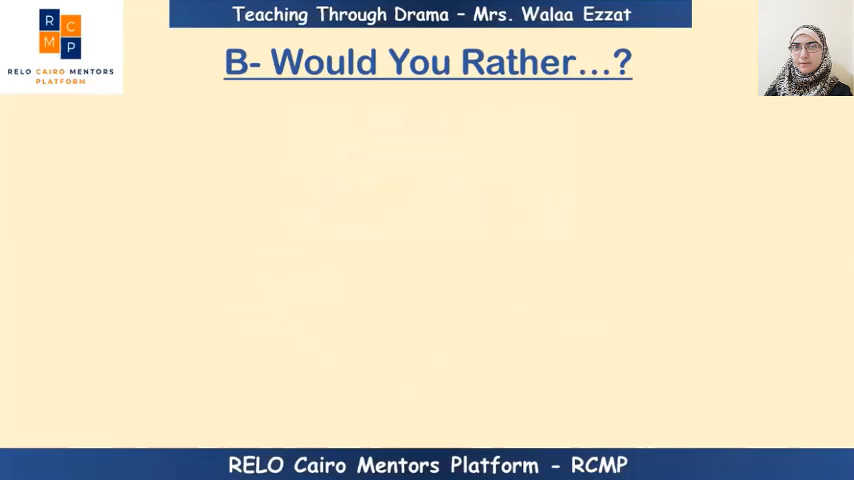 Teaching Through Drama – Mrs. Walaa Ezzat
R C
M P
RELO CAIRO MENTORS
PLATFORM
B- Would You Rather...?
RELO Cairo Mentors Platform - RCMP